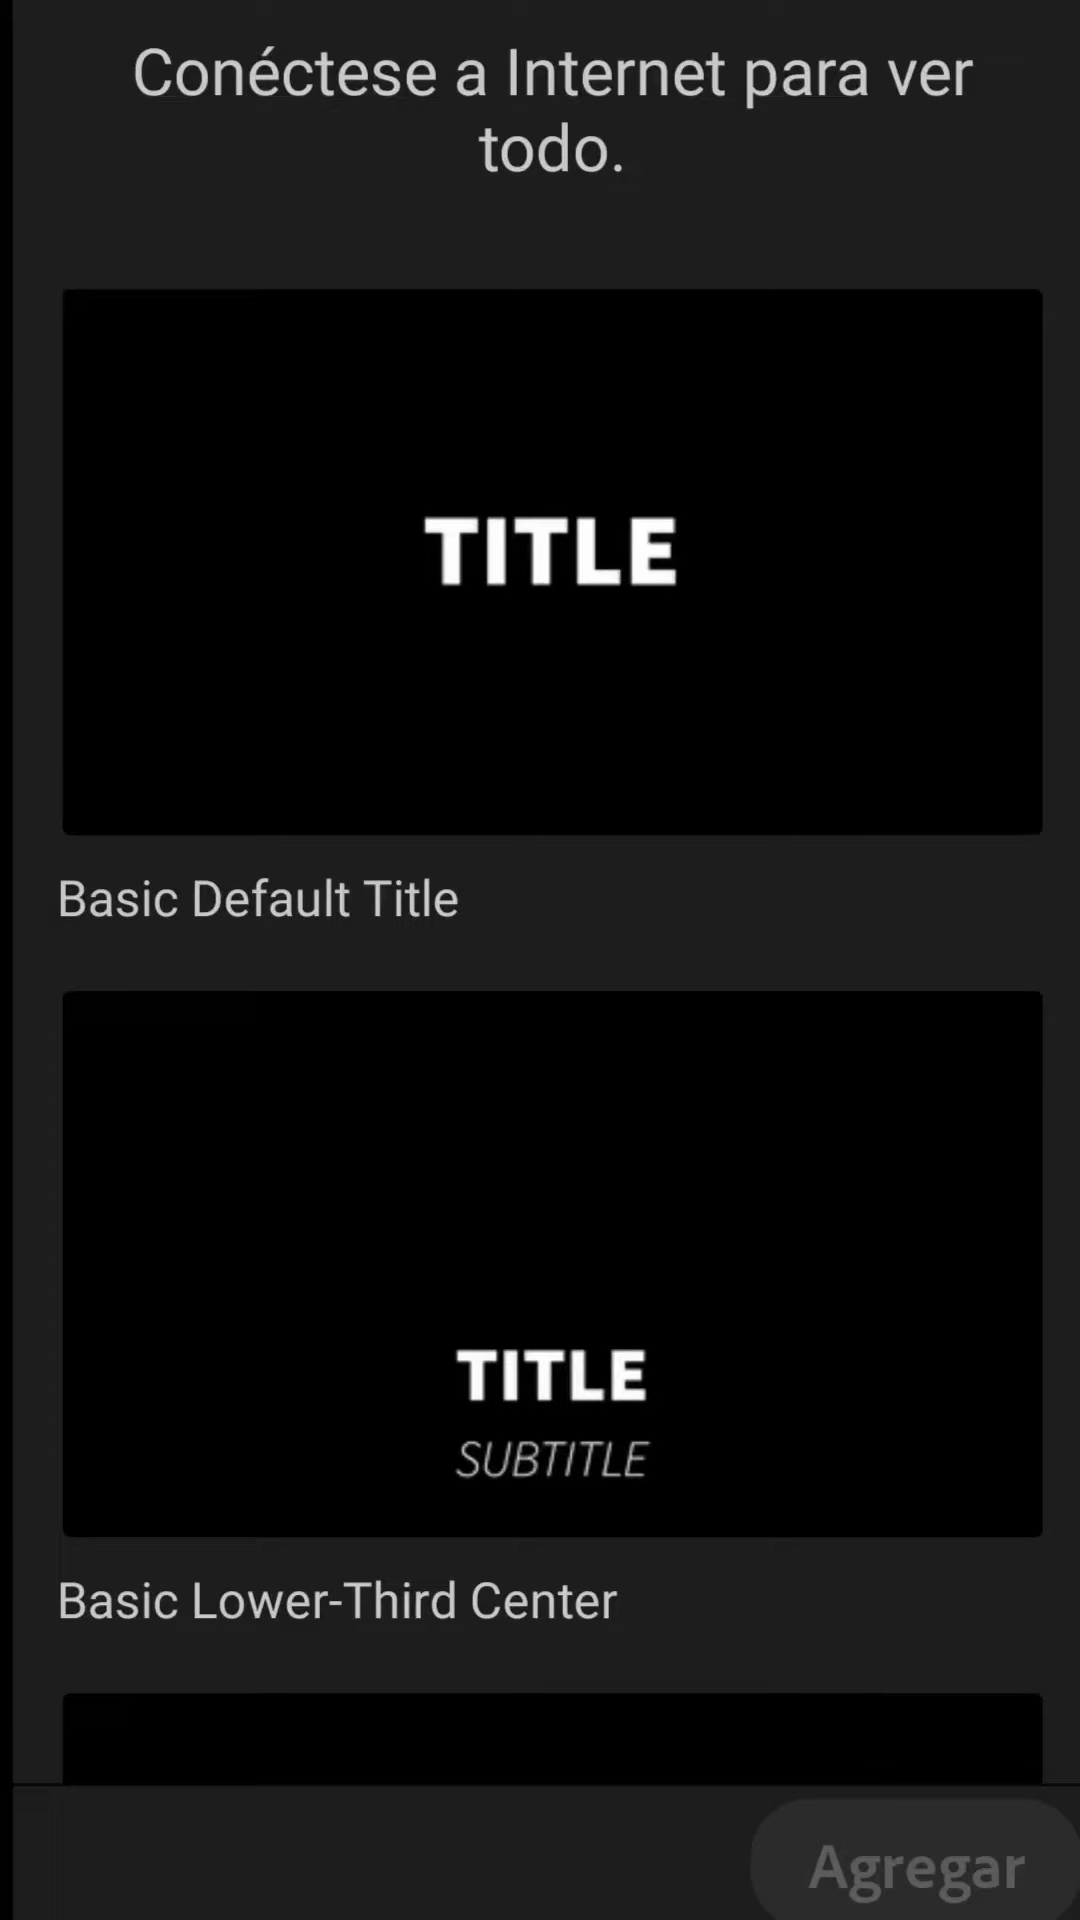 Conéctese a Internet para ver
todo.
TITLE
Basic Default Title
TITLE
SUBTITLE
Basic Lower-Third Center
Agregar